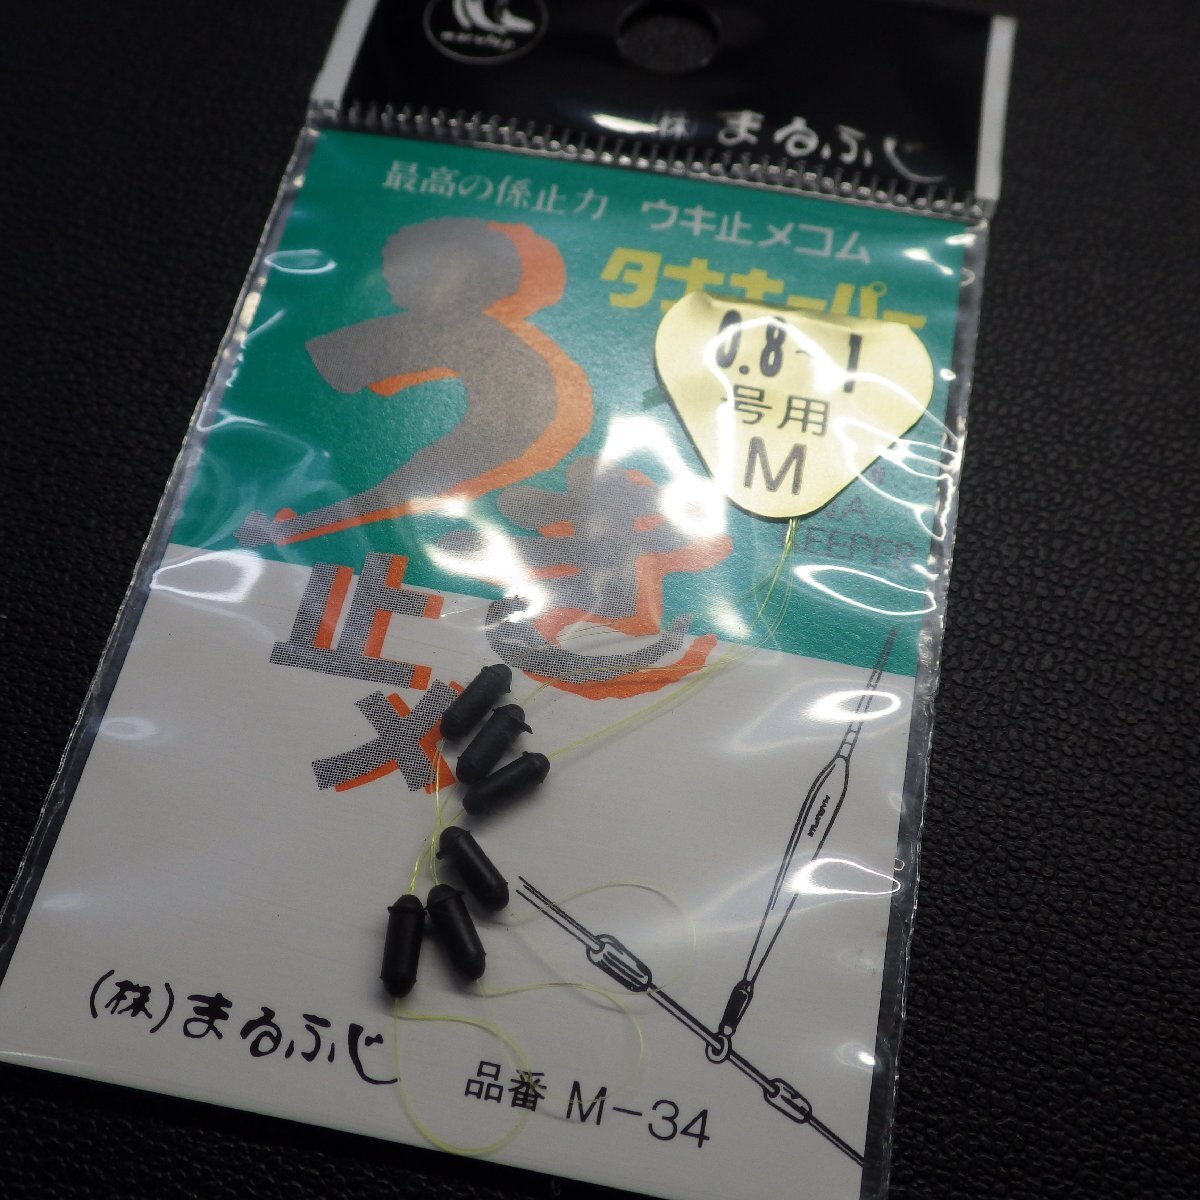 (株)まるふじ
最高の係止力 ウキ止メゴム
タナキーパー
0.8~1
号用
M
KEEPER
うき
止メ
(株)まるふじ
品番 M-34